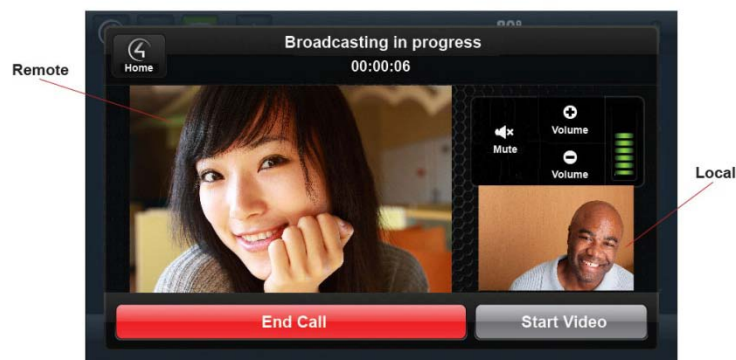 Broadcasting in progress
Home
00:00:06
Remote
Volume
Mute
Volume
Local
End Call
Start Video